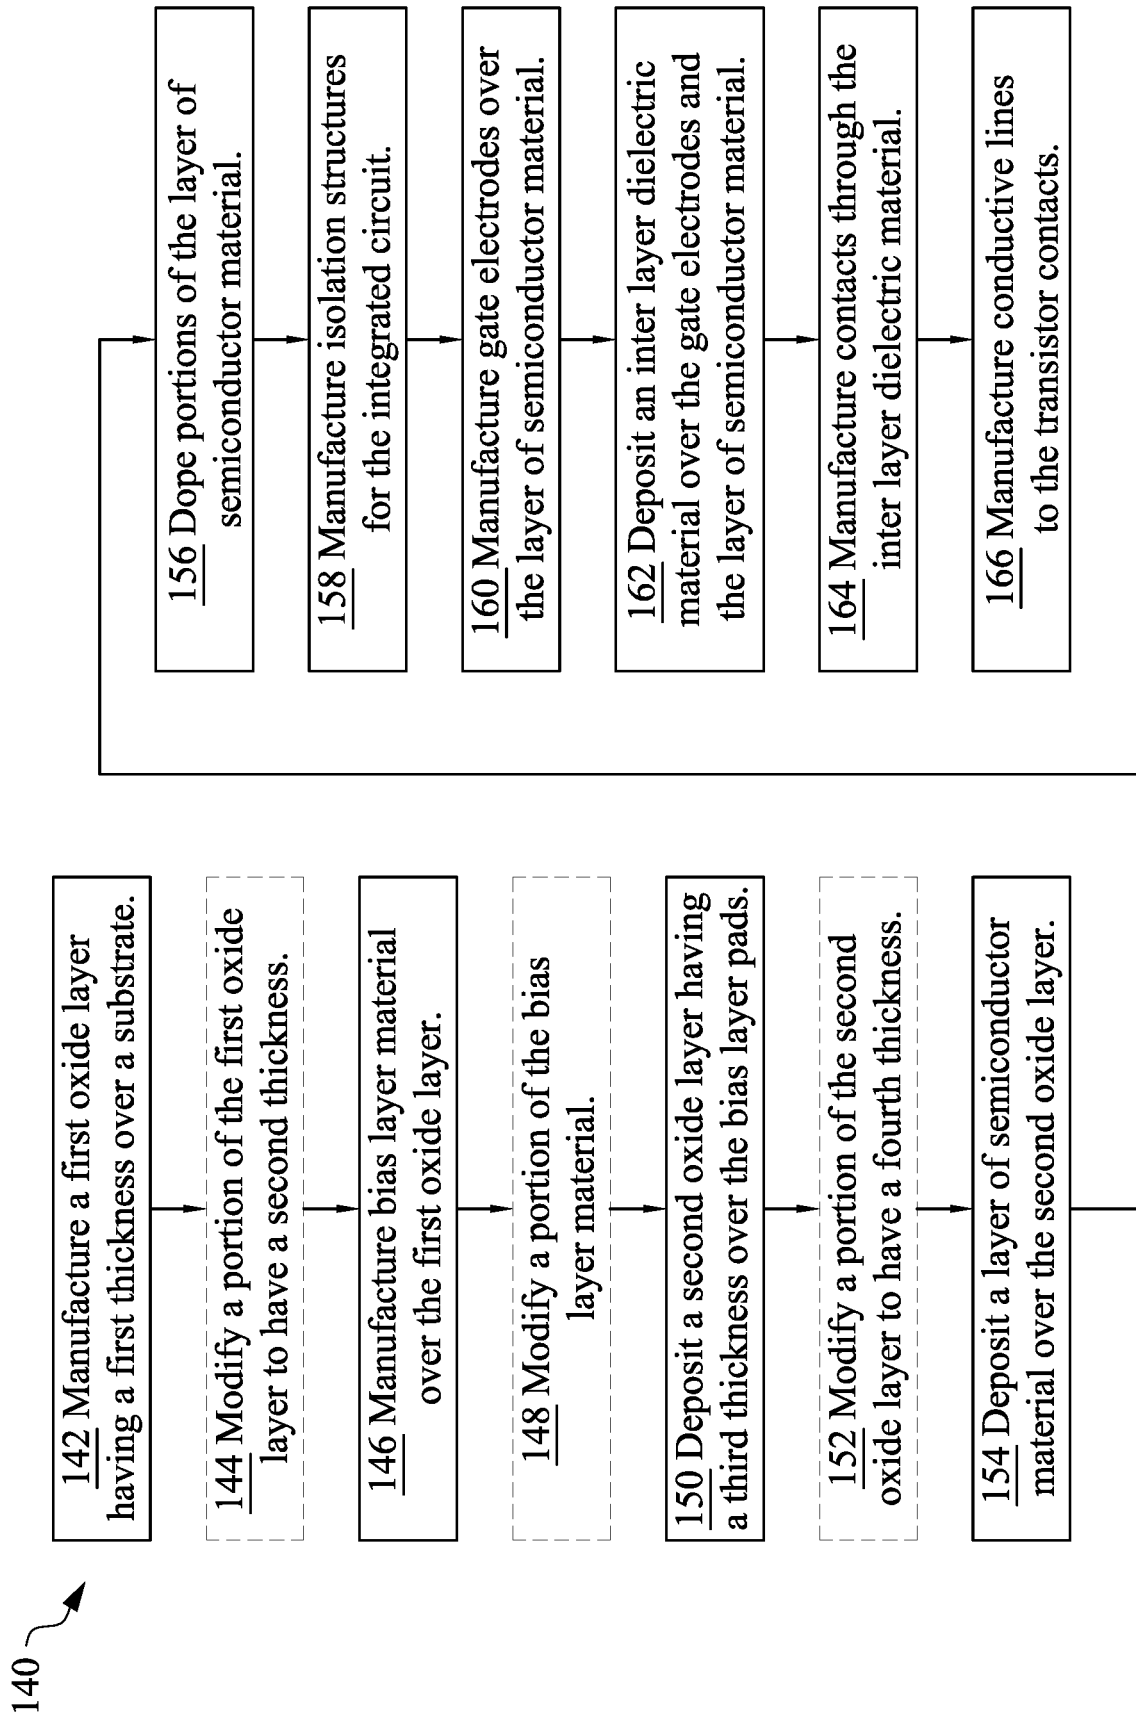 140
142 Manufacture a first oxide layer
having a first thickness over a substrate.
144 Modify a portion of the first oxide
layer to have a second thickness.
146 Manufacture bias layer material
over the first oxide layer.
148 Modify a portion of the bias
layer material.
150 Deposit a second oxide layer having
a third thickness over the bias layer pads.
152 Modify a portion of the second
oxide layer to have a fourth thickness.
154 Deposit a layer of semiconductor
material over the second oxide layer.
156 Dope portions of the layer of
semiconductor material.
158 Manufacture isolation structures
for the integrated circuit.
160 Manufacture gate electrodes over
the layer of semiconductor material.
162 Deposit an inter layer dielectric
material over the gate electrodes and
the layer of semiconductor material.
164 Manufacture contacts through the
inter layer dielectric material.
166 Manufacture conductive lines
to the transistor contacts.